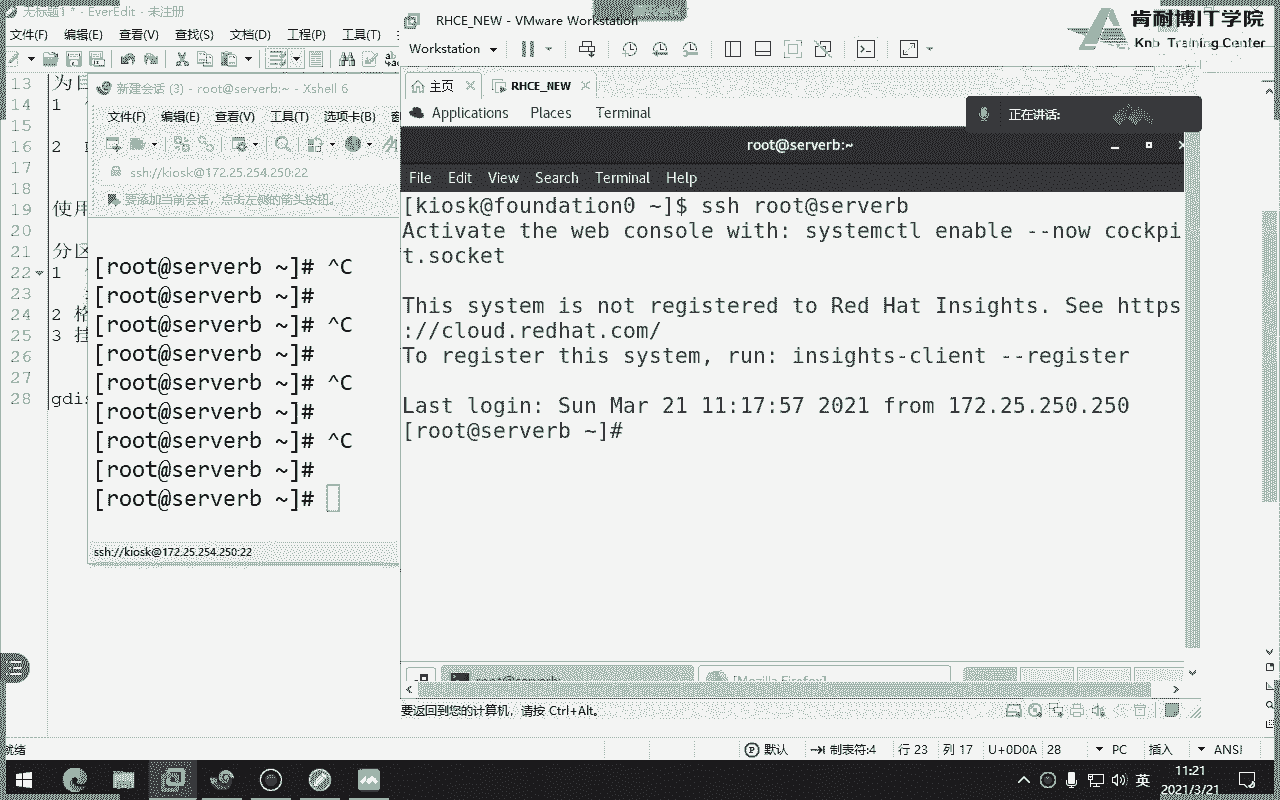 无标题1 * - EverEdit - 未注册
文件(F) 编辑(E) 查看(V) 查找(S) 文档(D) 工程(P) 工具(T)
13 为
14 1
15
16 2
17
18
19 使用
20
21 分区
22 1
23
24 2 格
25 3 挂
26
27
28 gdis
新建会话 (3) - root@serverb:~ - Xshell 6
文件(F) 编辑(E) 查看(V) 工具(T) 选项卡(B)
ssh://kiosk@172.25.254.250:22
要添加当前会话，点击左侧的箭头按钮。
[root@serverb ~]# ^C
[root@serverb ~]#
[root@serverb ~]# ^C
[root@serverb ~]#
[root@serverb ~]# ^C
[root@serverb ~]#
[root@serverb ~]# ^C
[root@serverb ~]#
[root@serverb ~]#
ssh://kiosk@172.25.254.250:22
RHCE_NEW - VMware Workstation
Workstation
主页 RHCE_NEW
Applications Places Terminal
正在讲话:
肯耐博IT学院
Knb Training Center
root@serverb:~
File Edit View Search Terminal Help
[kiosk@foundation0 ~]$ ssh root@serverb
Activate the web console with: systemctl enable --now cockpi
t.socket
This system is not registered to Red Hat Insights. See https
://cloud.redhat.com/
To register this system, run: insights-client --register
Last login: Sun Mar 21 11:17:57 2021 from 172.25.250.250
[root@serverb ~]#
[Mozilla Firefox]
要返回到您的计算机，请按 Ctrl+Alt。
就绪 默认 制表符:4 行 23 列 17 U+0D0A 28 PC 插入 ANSI
英 11:21
2021/3/21